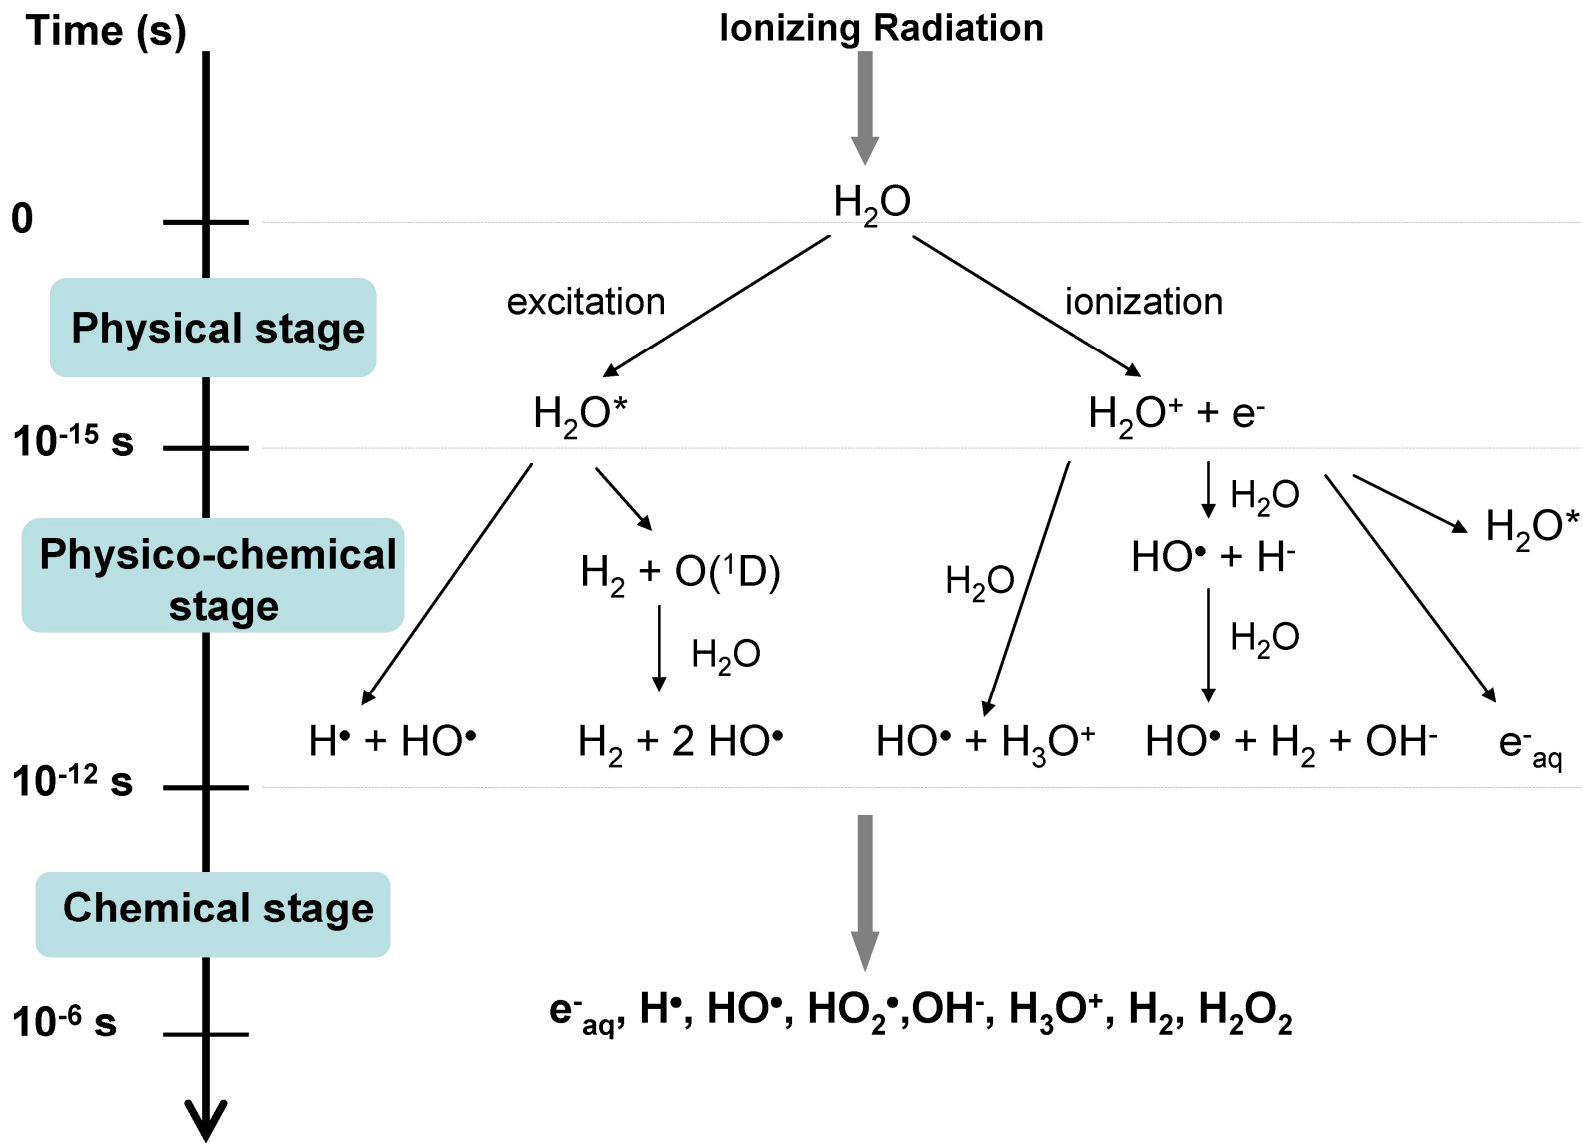 Time (s)
Ionizing Radiation
H₂O
0
excitation
ionization
Physical stage
H₂O*
H₂O⁺ + e⁻
10⁻¹⁵ s
H₂O
H₂O*
Physico-chemical
stage
HO• + H⁻
H₂ + O(¹D)
H₂O
H₂O
H₂O
H• + HO•
H₂ + 2 HO•
HO• + H₃O⁺
HO• + H₂ + OH⁻
e⁻aq
10⁻¹² s
Chemical stage
10⁻⁶ s
e⁻aq, H•, HO•, HO₂•,OH⁻, H₃O⁺, H₂, H₂O₂